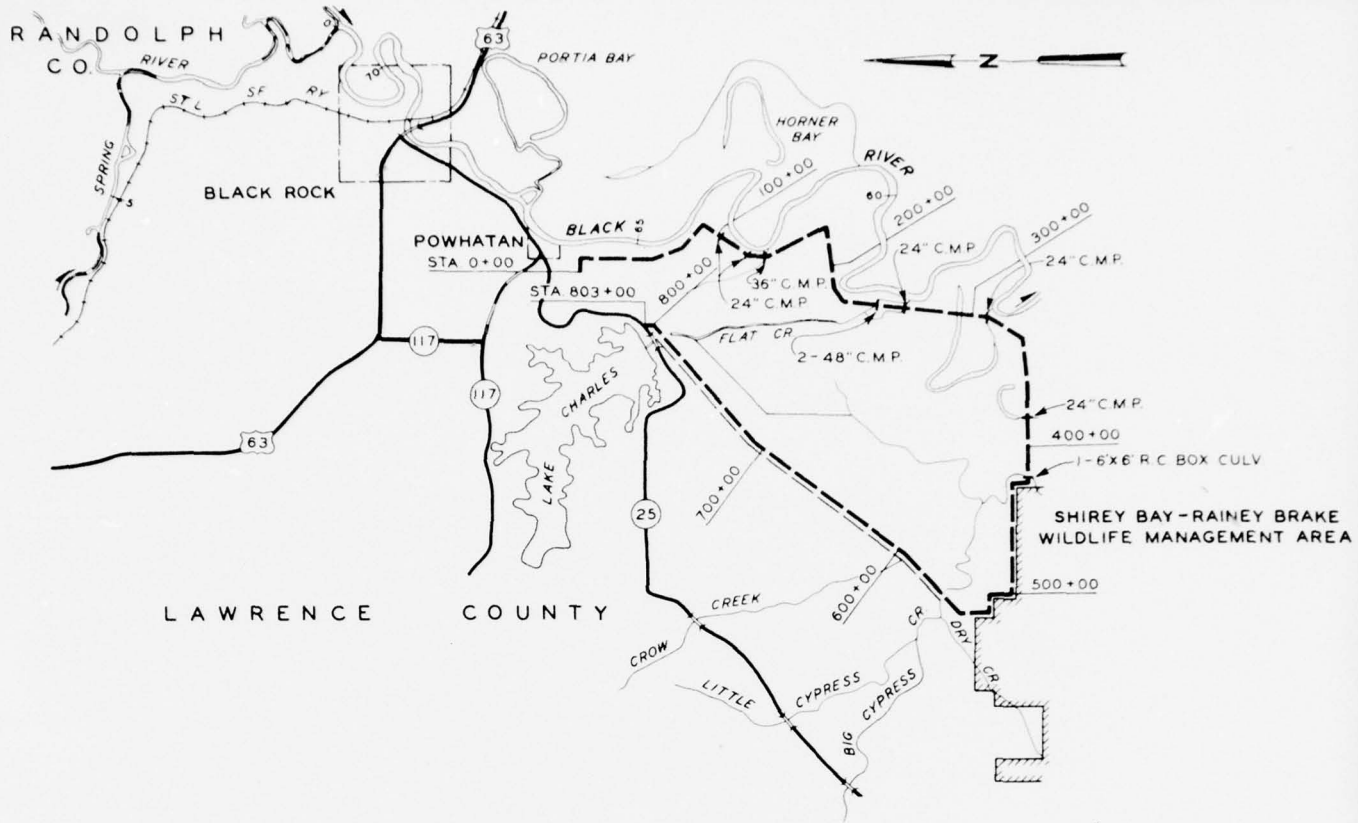 RANDOLPH
CO.
RIVER
ST L SF RY
SPRING
5
0
70
63
PORTIA BAY
N
HORNER
BAY
RIVER
BLACK ROCK
100+00
60
200+00
BLACK
65
300+00
POWHATAN
STA. 0+00
24" C.M.P.
24" C.M.P.
800+00
36" C.M.P.
24" C.M.P.
STA. 803+00
FLAT CR.
2-48" C.M.P.
117
117
LAKE CHARLES
63
24" C.M.P.
400+00
1-6'X6' R.C. BOX CULV
700+00
25
SHIREY BAY-RAINEY BRAKE
WILDLIFE MANAGEMENT AREA
500+00
600+00
LAWRENCE COUNTY
CROW CREEK
DRY CR.
LITTLE CYPRESS CR
BIG CYPRESS